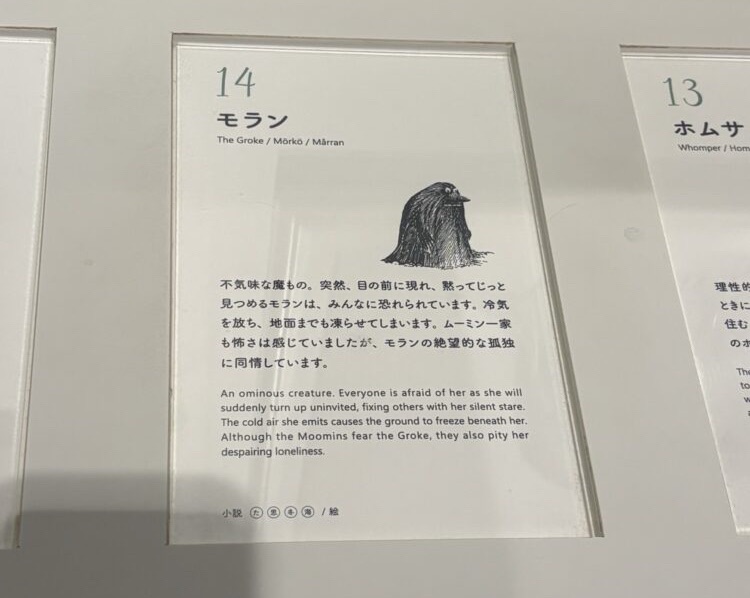 14
モラン
The Groke / Mörkö / Mårran
不気味な魔もの。突然、目の前に現れ、黙ってじっと
見つめるモランは、みんなに恐れられています。冷気
を放ち、地面までも凍らせてしまいます。ムーミン一家
も怖さは感じていましたが、モランの絶望的な孤独
に同情しています。
An ominous creature. Everyone is afraid of her as she will
suddenly turn up uninvited, fixing others with her silent stare.
The cold air she emits causes the ground to freeze beneath her.
Although the Moomins fear the Groke, they also pity her
despairing loneliness.
小説 た 冬 海 / 絵
13
ホムサ
Whomper / Hom
理性的
ときに
住む
のホ
The
to
w